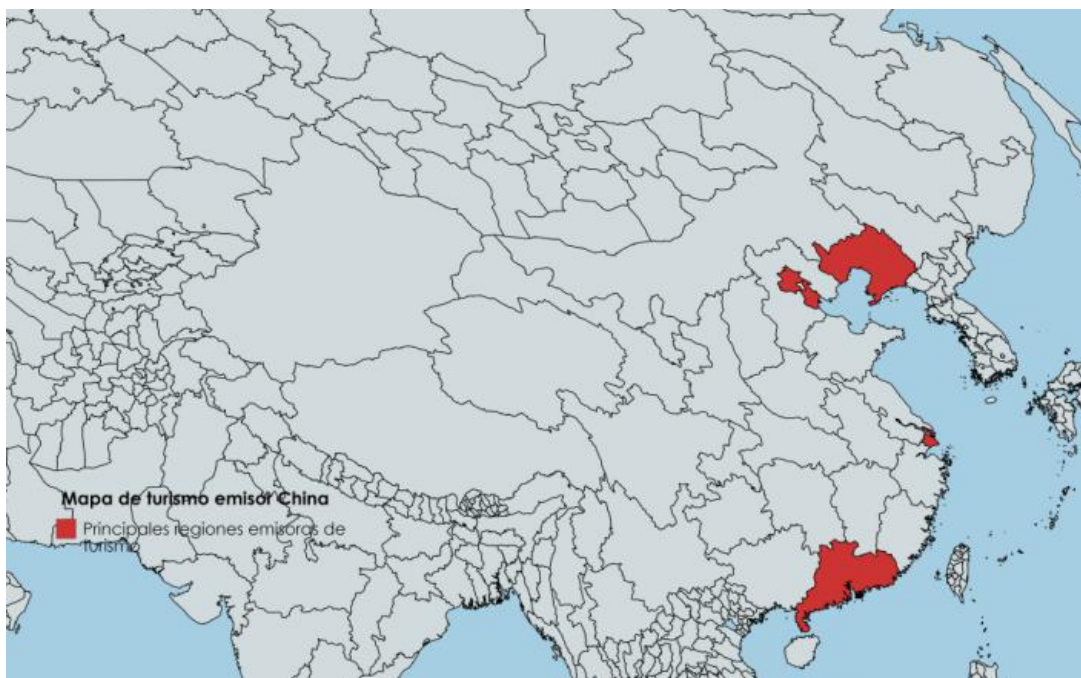 Mapa de turismo emisor China
Principales regiones emisoras de
turismo